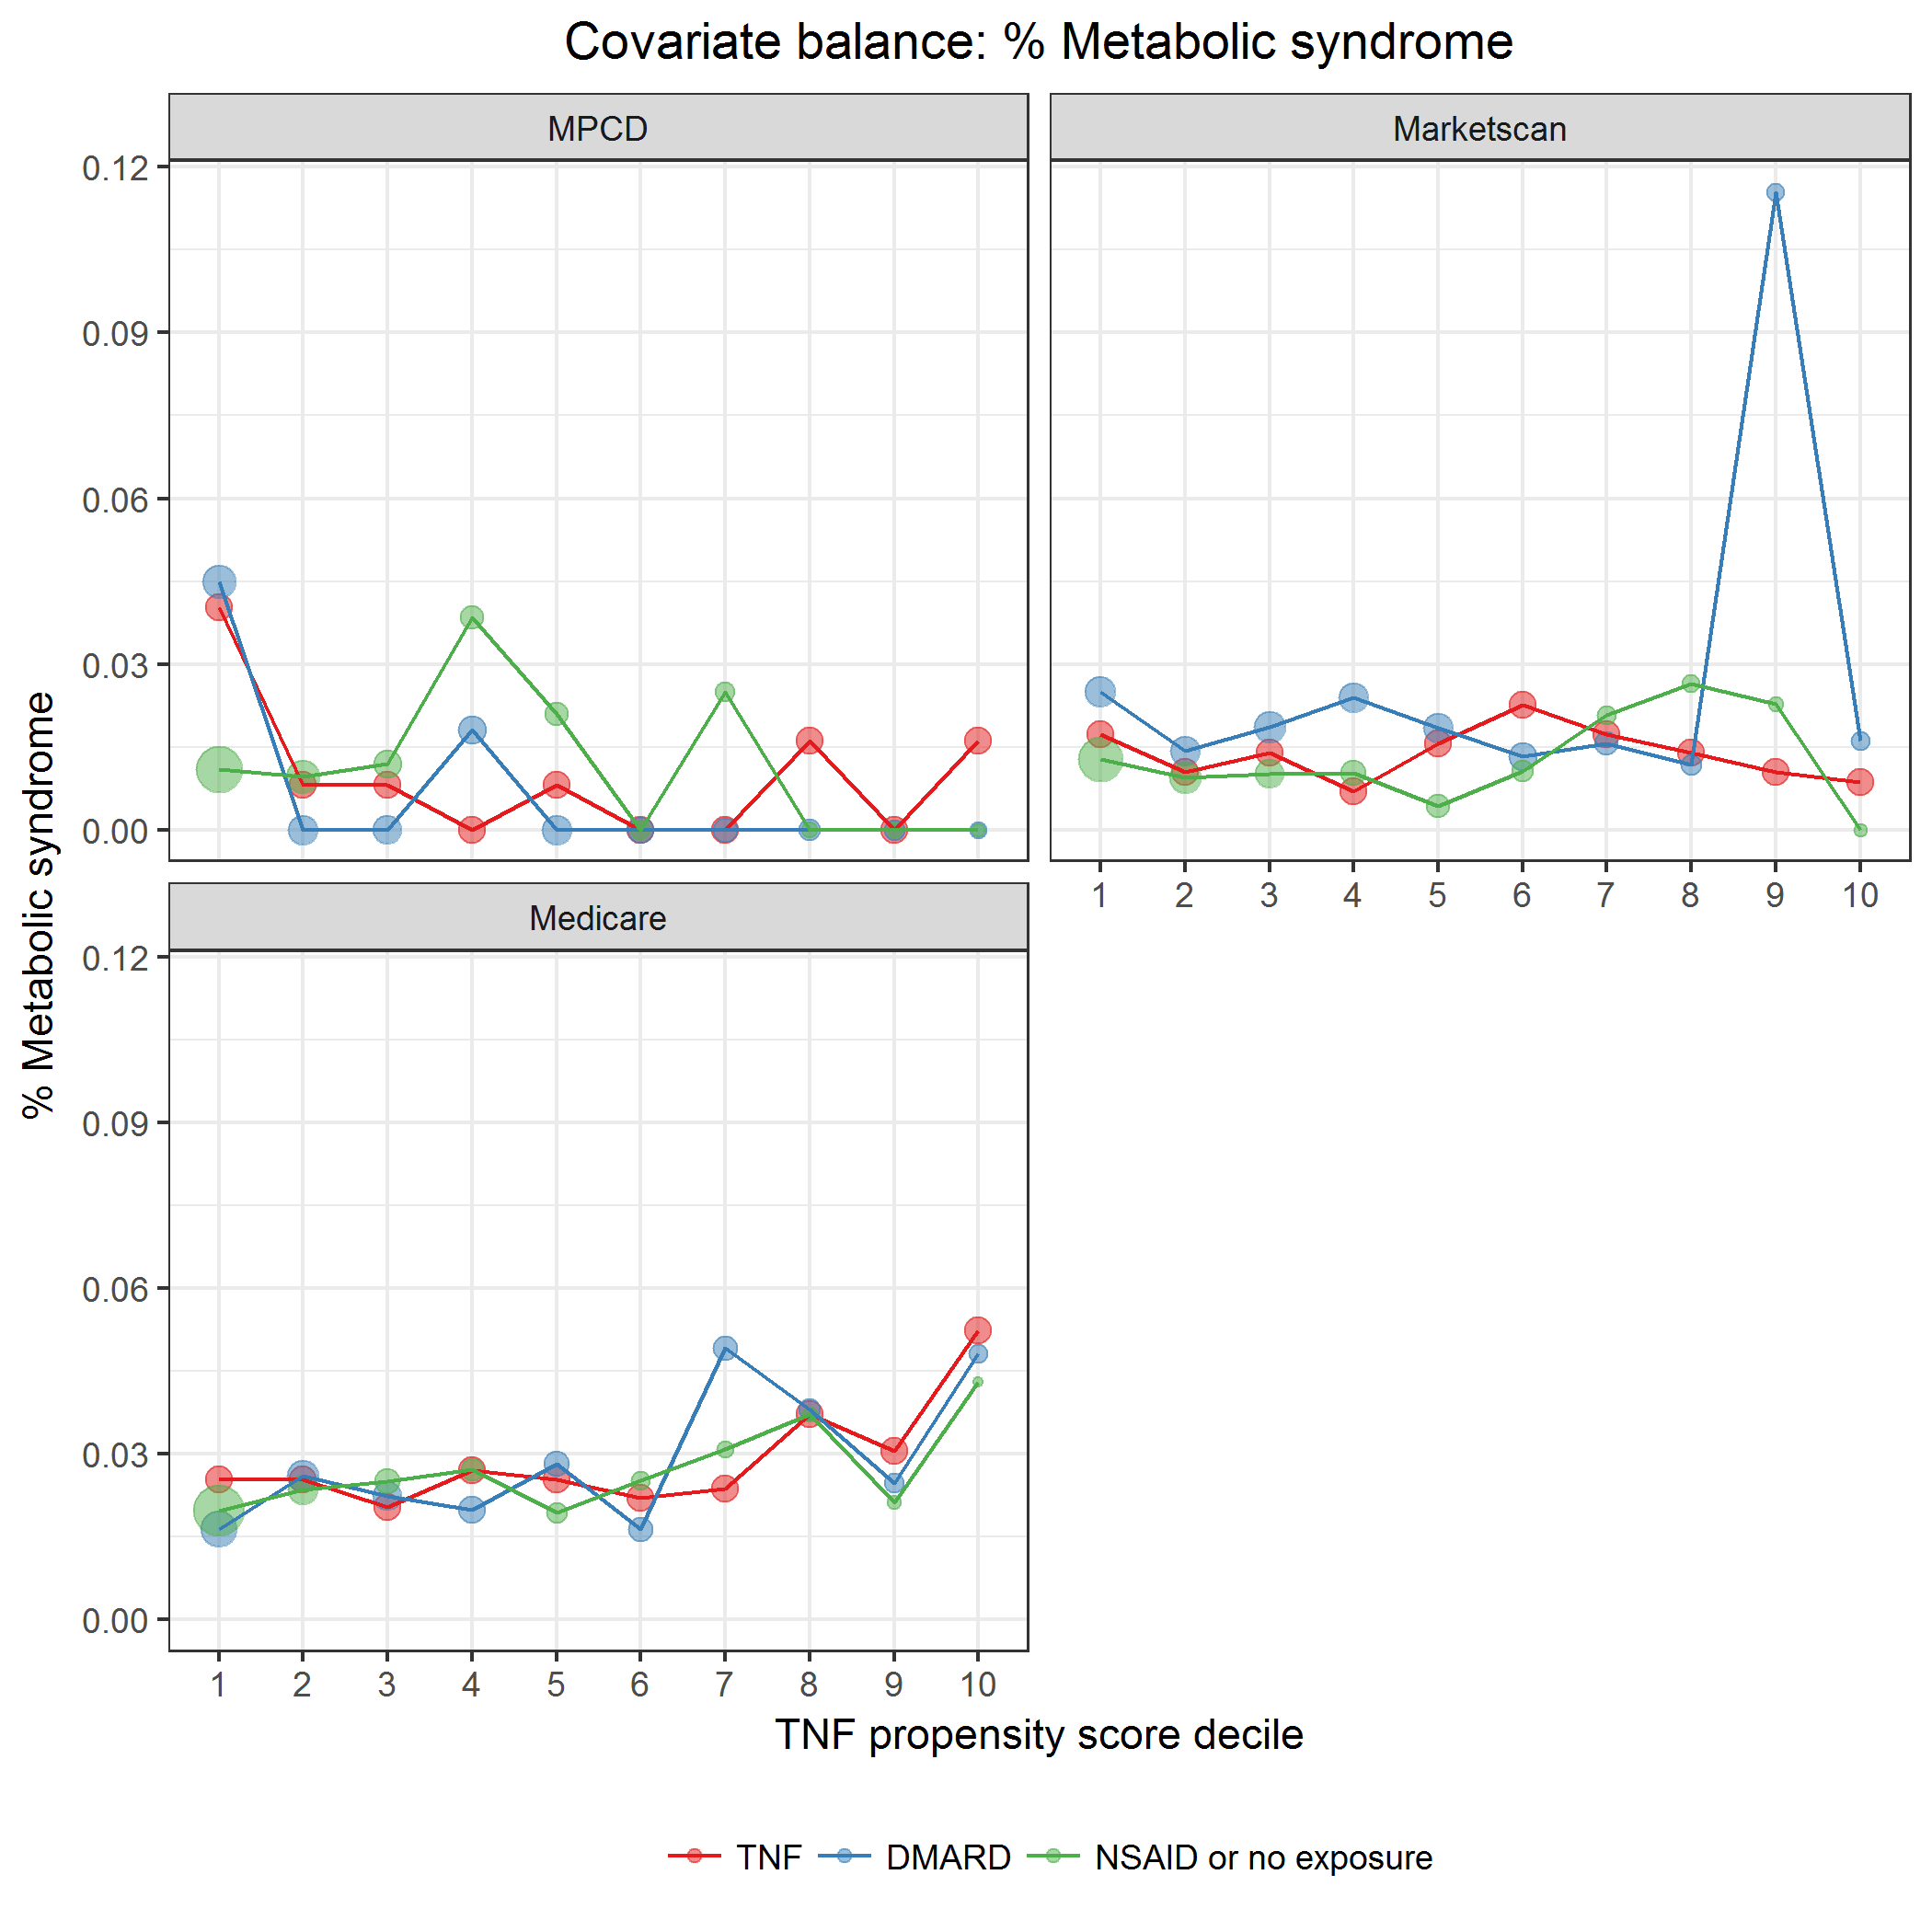 Covariate balance: % Metabolic syndrome
MPCD
Marketscan
0.12
0.09
0.06
0.03
0.00
1 2 3 4 5 6 7 8 9 10
Medicare
0.12
0.09
0.06
0.03
0.00
1 2 3 4 5 6 7 8 9 10
% Metabolic syndrome
TNF propensity score decile
TNF DMARD NSAID or no exposure